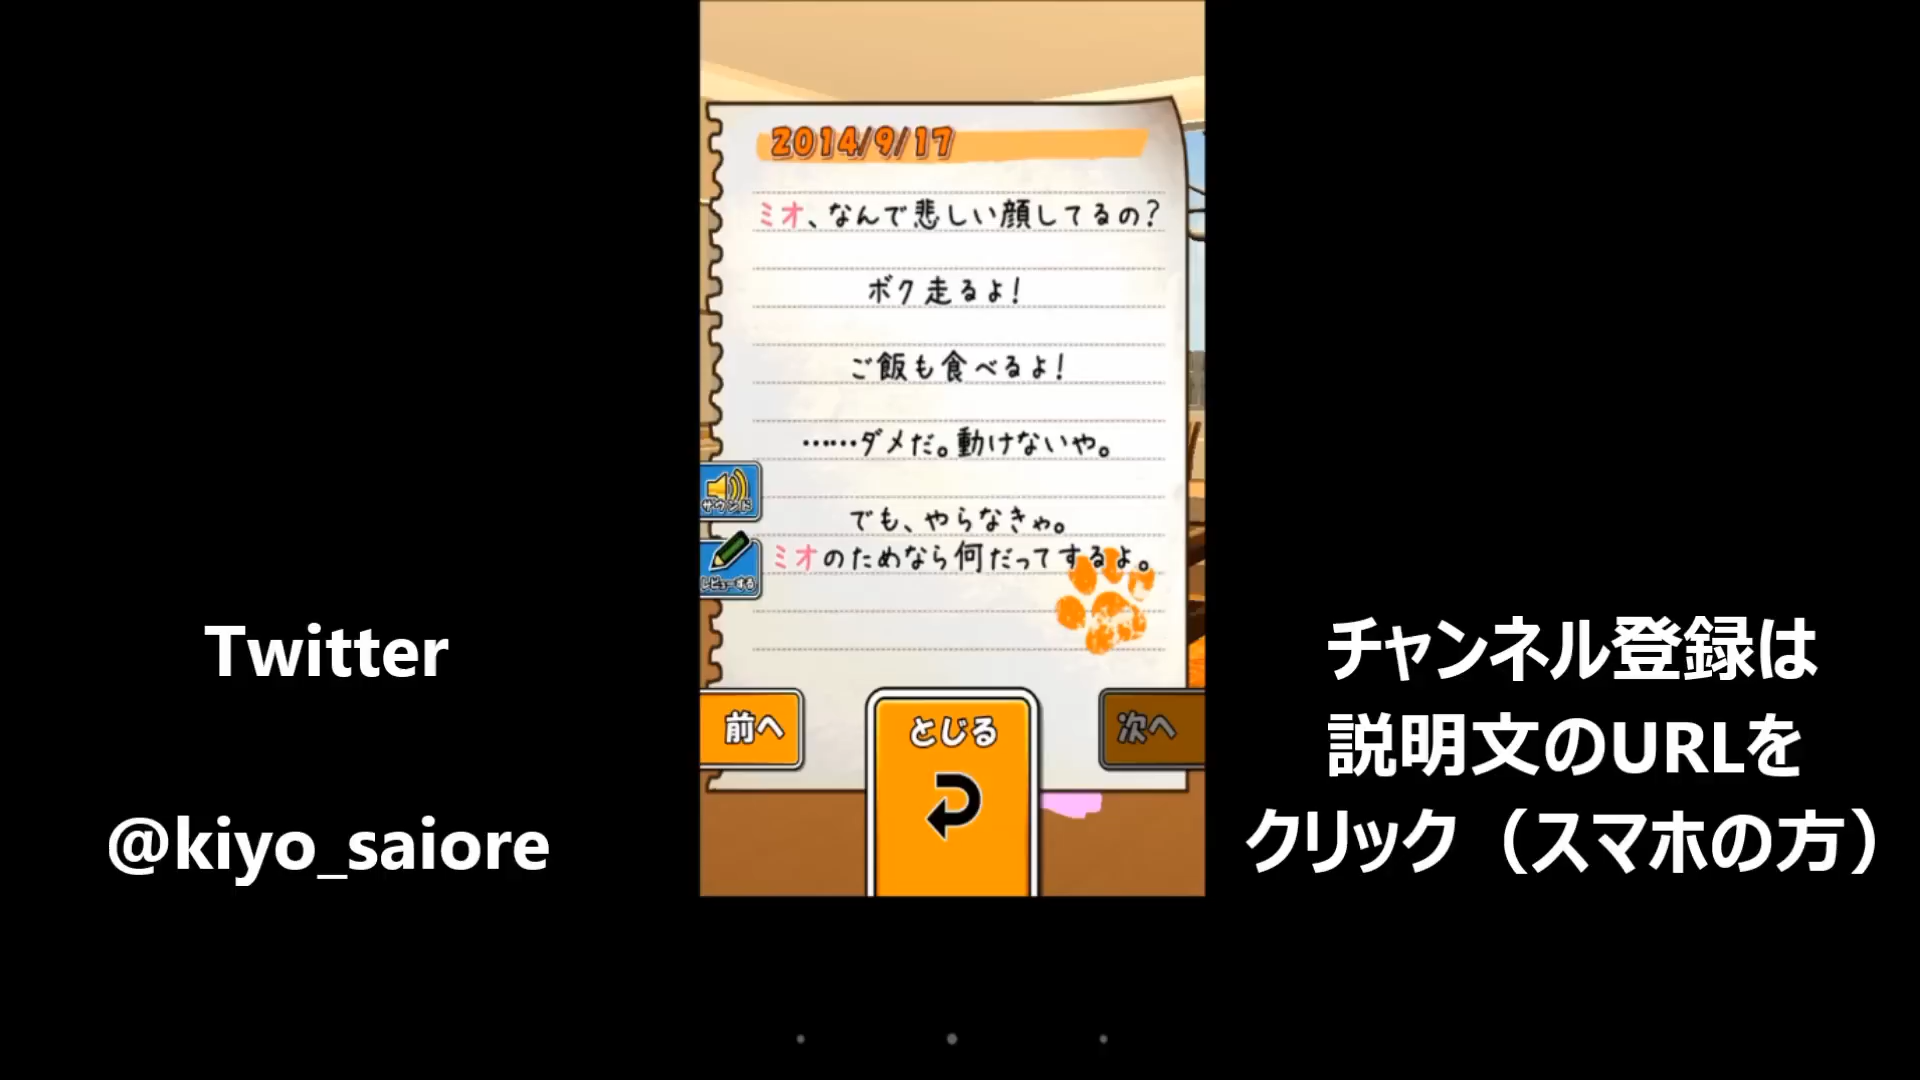 2014/9/17
ミオ、なんで悲しい顔してるの?
ボク走るよ!
ご飯も食べるよ!
……ダメだ。動けないや。
でも、やらなきゃ。
ミオのためなら何だってするよ。
サウンド
レビューする
前へ
とじる
次へ
Twitter
@kiyo_saiore
チャンネル登録は
説明文のURLを
クリック（スマホの方）